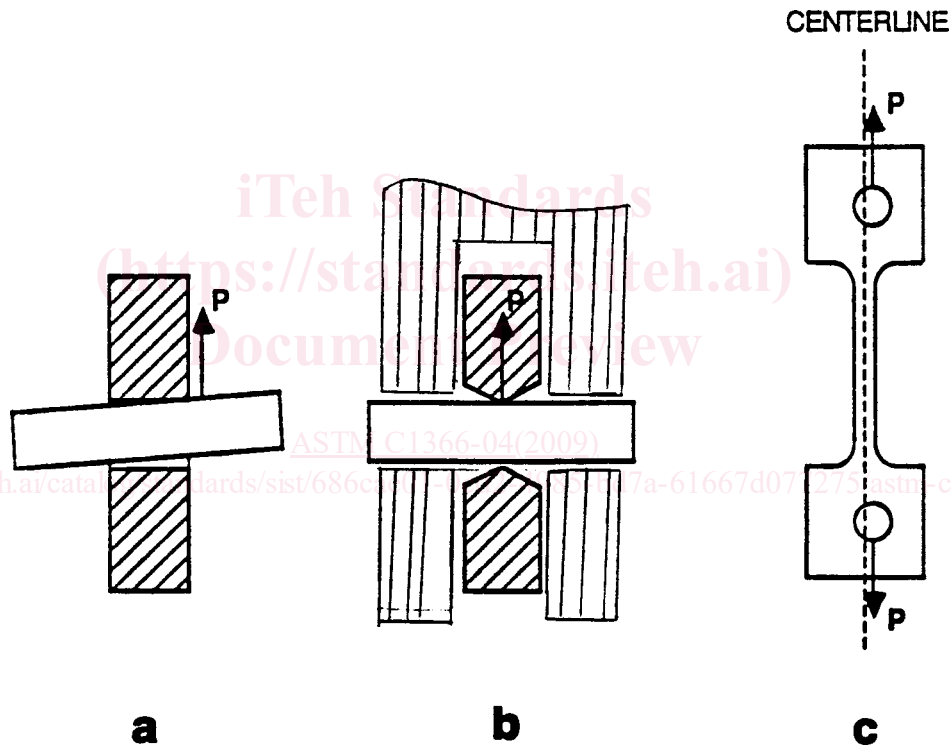 CENTERLINE
P
iTeh Standards
(https://standards.iteh.ai)
P
P
Document Preview
ASTM C1366-04(2009)
P
a
b
c